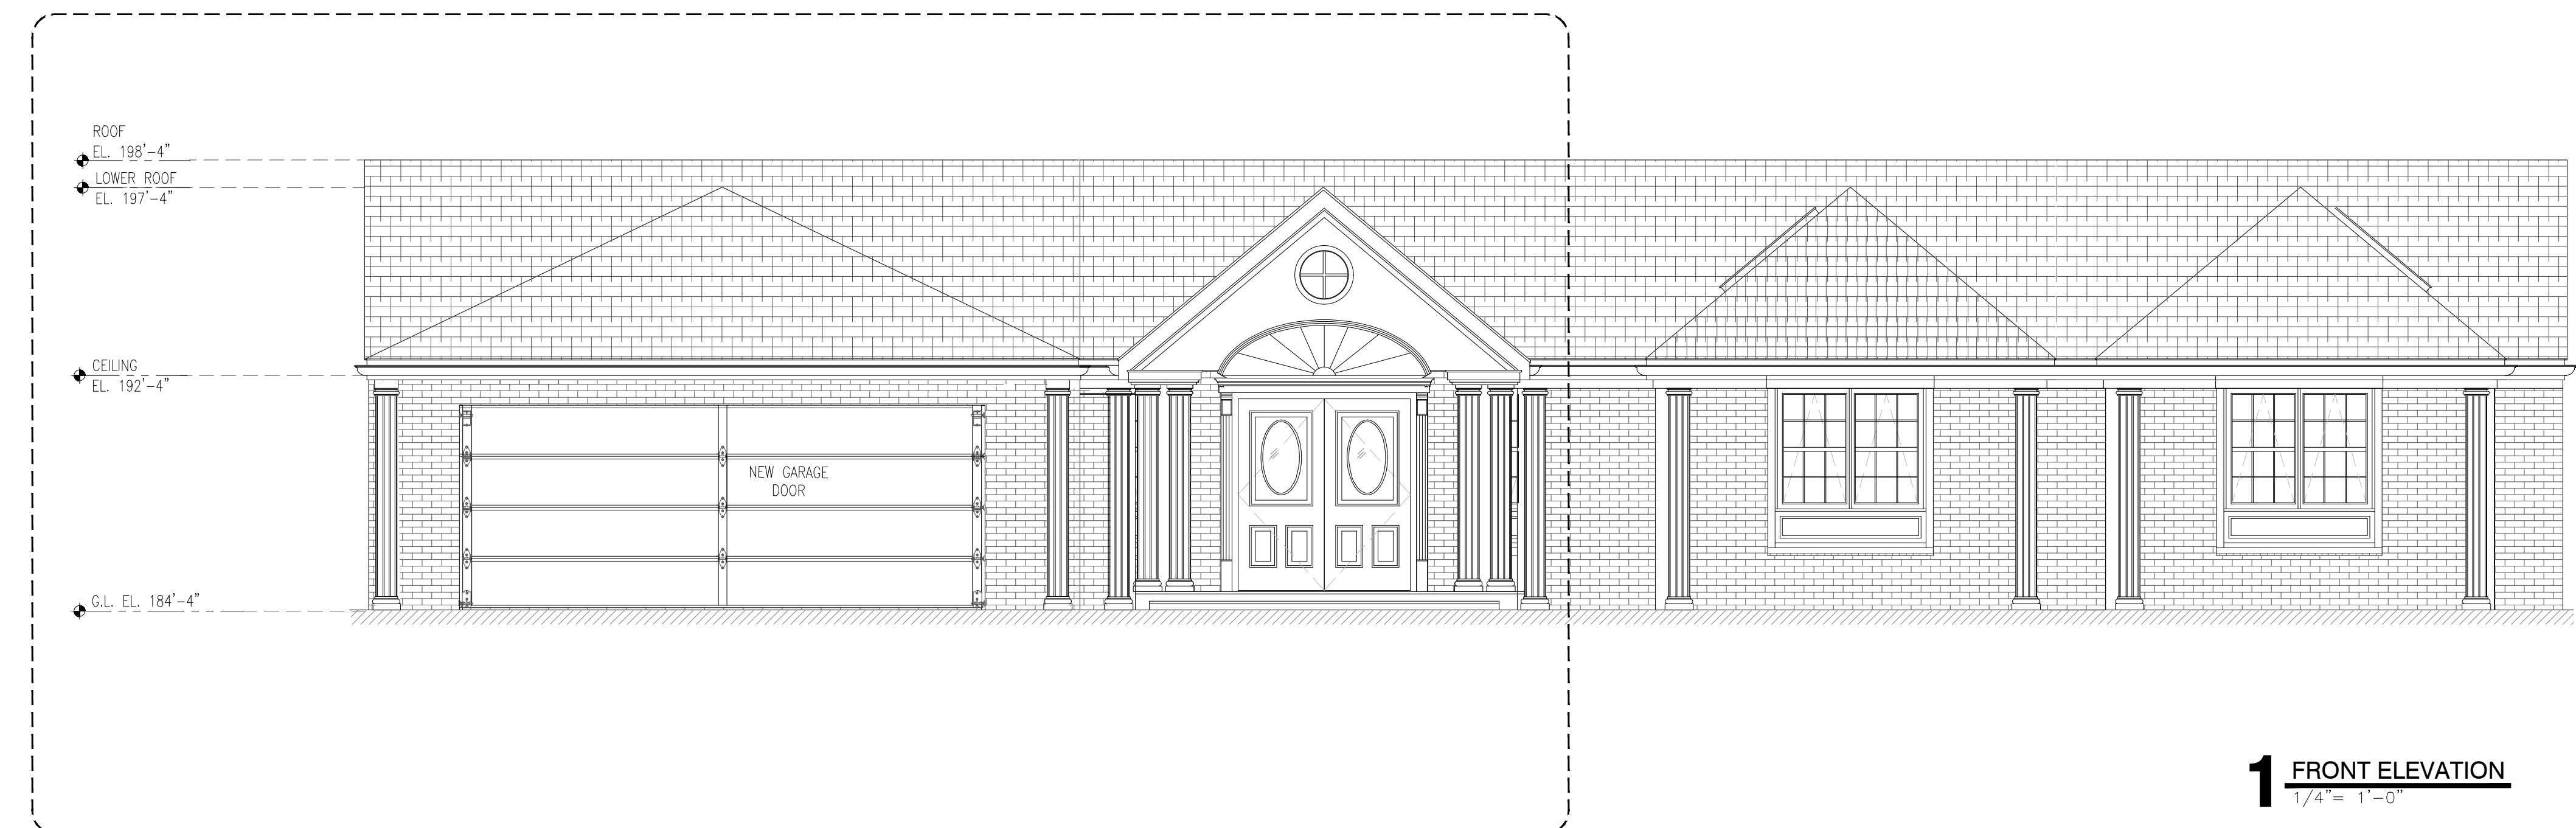 ROOF
EL. 198'-4"
LOWER ROOF
EL. 197'-4"
CEILING
EL. 192'-4"
NEW GARAGE
DOOR
G.L. EL. 184'-4"
1 FRONT ELEVATION
1/4"= 1'-0"